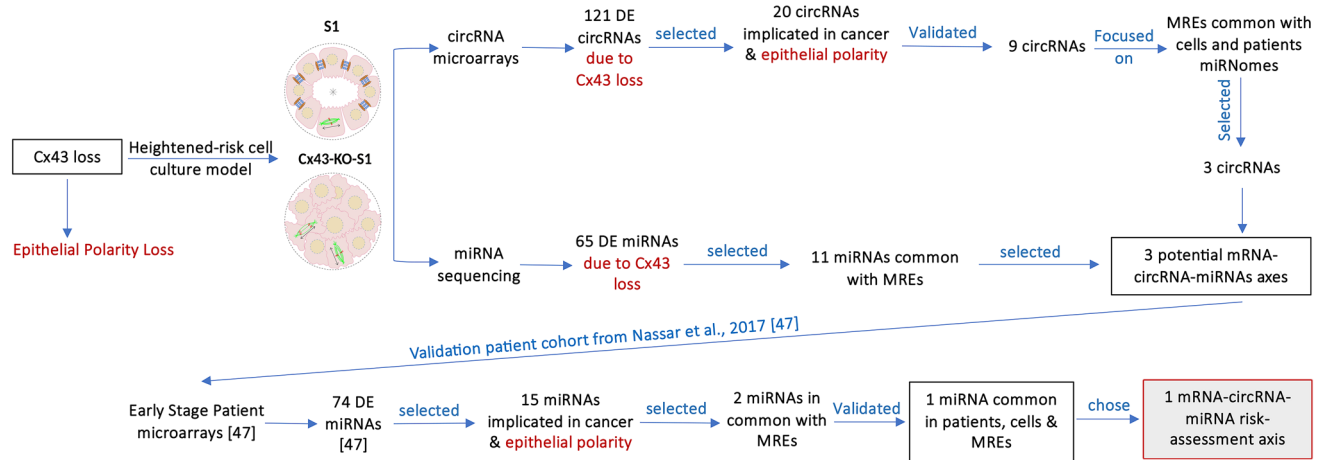 Cx43 loss
Epithelial Polarity Loss
Heightened-risk cell
culture model
S1
Cx43-KO-S1
circRNA
microarrays
121 DE
circRNAs
due to
Cx43 loss
selected
20 circRNAs
implicated in cancer
& epithelial polarity
Validated
9 circRNAs
Focused
on
MREs common with
cells and patients
miRNomes
Selected
3 circRNAs
miRNA
sequencing
65 DE miRNAs
due to Cx43
loss
selected
11 miRNAs common
with MREs
selected
3 potential mRNA-
circRNA-miRNAs axes
Validation patient cohort from Nassar et al., 2017 [47]
Early Stage Patient
microarrays [47]
74 DE
miRNAs
[47]
selected
15 miRNAs
implicated in cancer
& epithelial polarity
selected
2 miRNAs in
common with
MREs
Validated
1 miRNA common
in patients, cells &
MREs
chose
1 mRNA-circRNA-
miRNA risk-
assessment axis